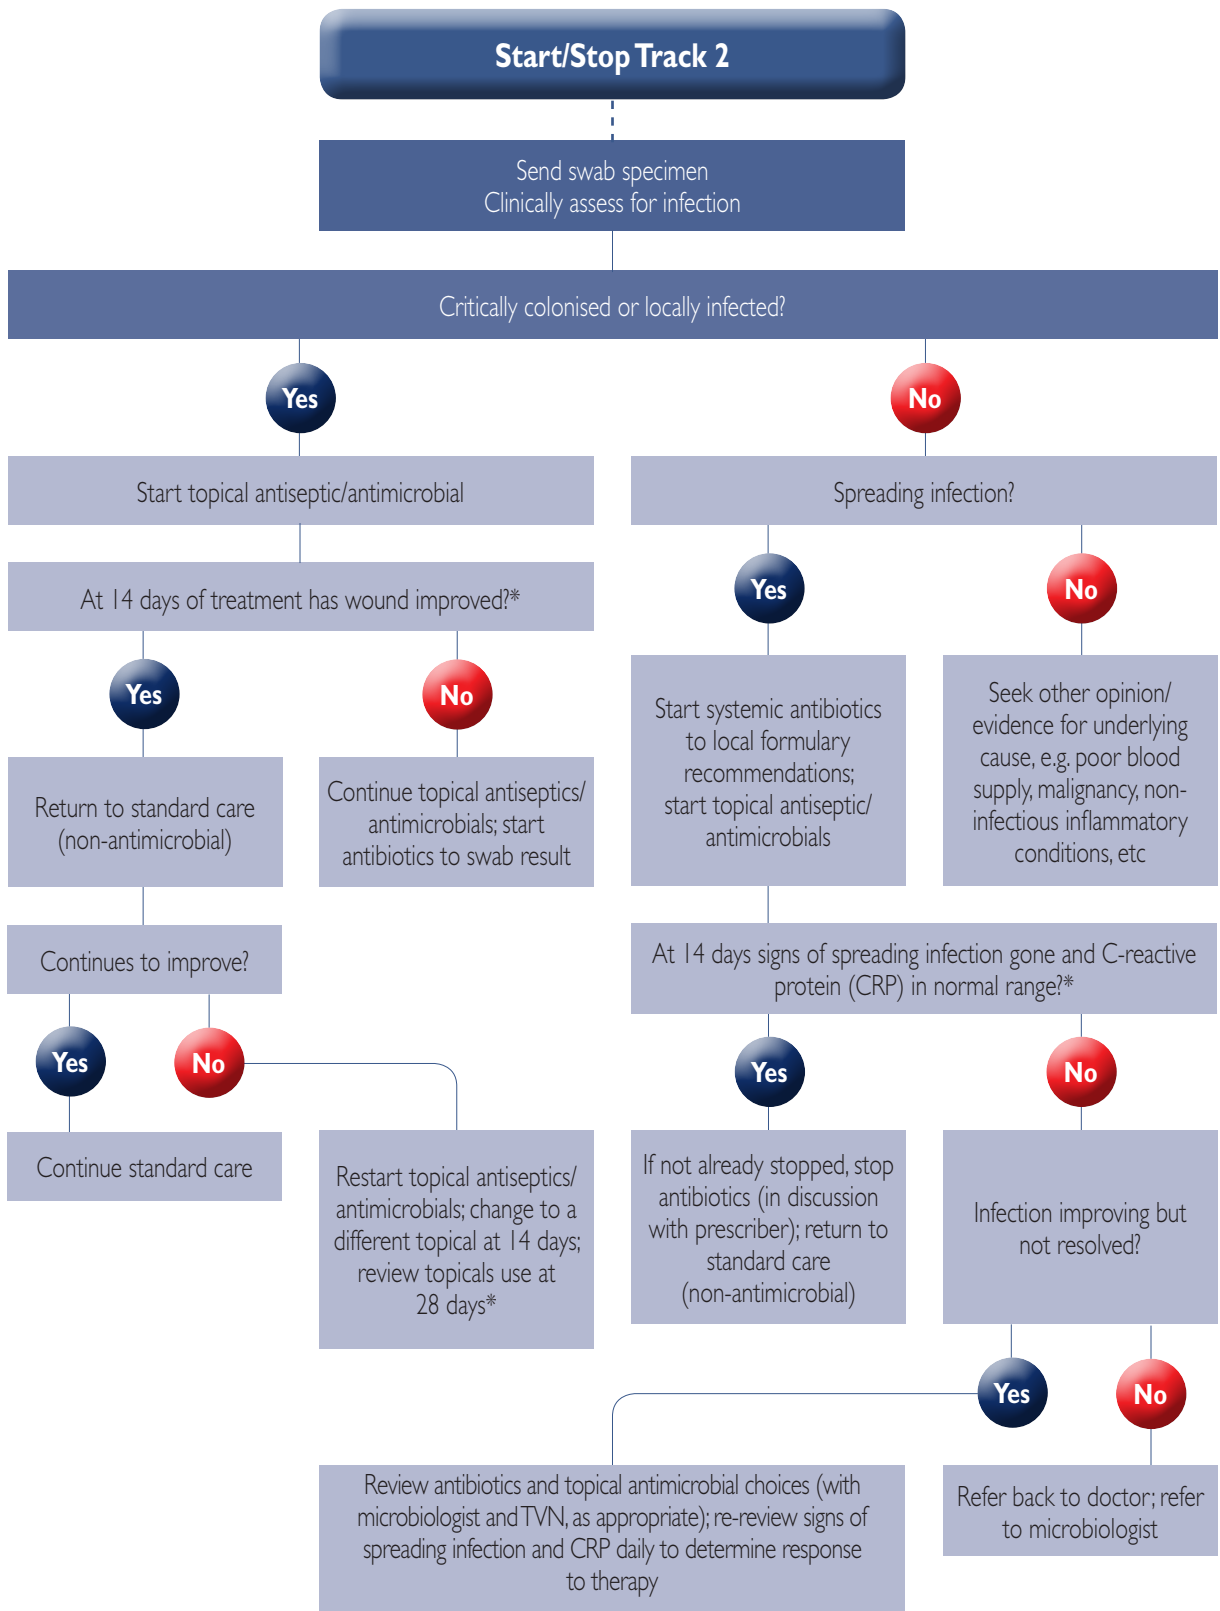 Start/Stop Track 2
Send swab specimen
Clinically assess for infection
Critically colonised or locally infected?
Yes
No
Start topical antiseptic/antimicrobial
Spreading infection?
At 14 days of treatment has wound improved?*
Yes
No
Yes
No
Return to standard care
(non-antimicrobial)
Continue topical antiseptics/
antimicrobials; start
antibiotics to swab result
Start systemic antibiotics
to local formulary
recommendations;
start topical antiseptic/
antimicrobials
Seek other opinion/
evidence for underlying
cause, e.g. poor blood
supply, malignancy, non-
infectious inflammatory
conditions, etc
Continues to improve?
At 14 days signs of spreading infection gone and C-reactive
protein (CRP) in normal range?*
Yes
No
Yes
No
Continue standard care
Restart topical antiseptics/
antimicrobials; change to a
different topical at 14 days;
review topicals use at
28 days*
If not already stopped, stop
antibiotics (in discussion
with prescriber); return to
standard care
(non-antimicrobial)
Infection improving but
not resolved?
Yes
No
Review antibiotics and topical antimicrobial choices (with
microbiologist and TVN, as appropriate); re-review signs of
spreading infection and CRP daily to determine response
to therapy
Refer back to doctor; refer
to microbiologist